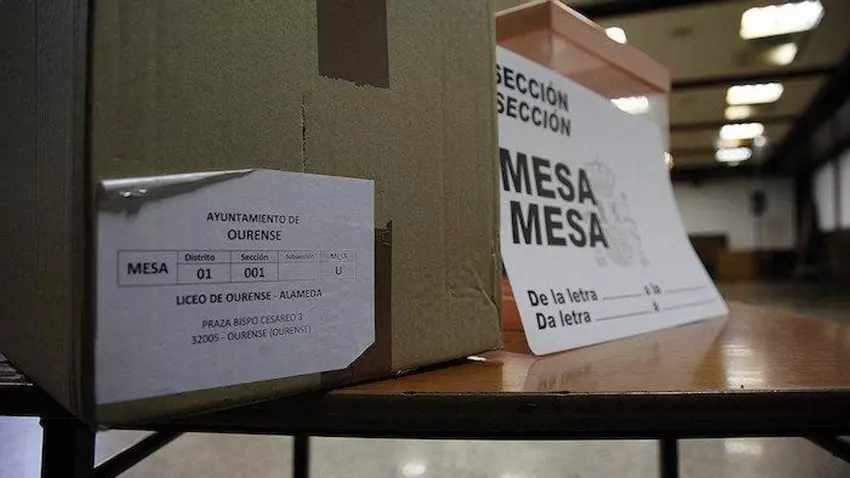 AYUNTAMIENTO DE
OURENSE
MESA Distrito Sección Subsección MESA
01 001 U
LICEO DE OURENSE - ALAMEDA
PRAZA BISPO CESAREO 3
32005 - OURENSE (OURENSE)
SECCIÓN
SECCIÓN
MESA
MESA
De la letra a la
Da letra á